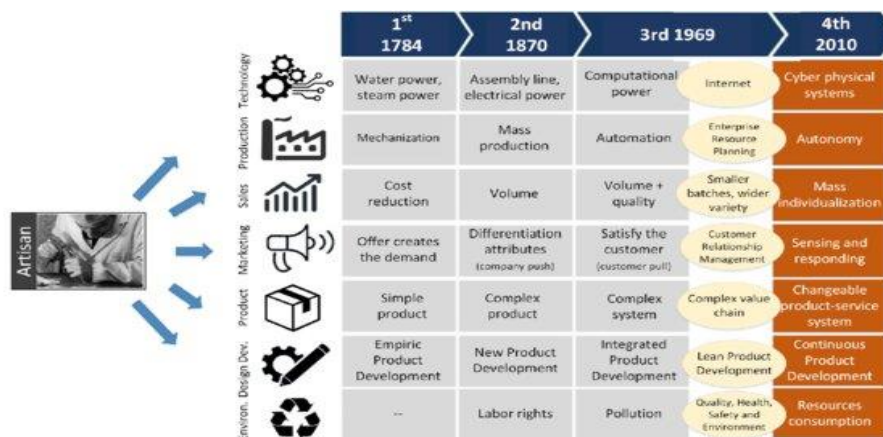 1st
1784
2nd
1870
3rd 1969
4th
2010
Artisan
Technology
Water power,
steam power
Assembly line,
electrical power
Computational
power
Internet
Cyber physical
systems
Production
Mechanization
Mass
production
Automation
Enterprise
Resource
Planning
Autonomy
Sales
Cost
reduction
Volume
Volume +
quality
Smaller
batches, wider
variety
Mass
individualization
Marketing
Offer creates
the demand
Differentiation
attributes
(company push)
Satisfy the
customer
(customer pull)
Customer
Relationship
Management
Sensing and
responding
Product
Simple
product
Complex
product
Complex
system
Complex value
chain
Changeable
product-service
system
Design Dev.
Empiric
Product
Development
New Product
Development
Integrated
Product
Development
Lean Product
Development
Continuous
Product
Development
Environ.
--
Labor rights
Pollution
Quality, Health,
Safety and
Environment
Resources
consumption